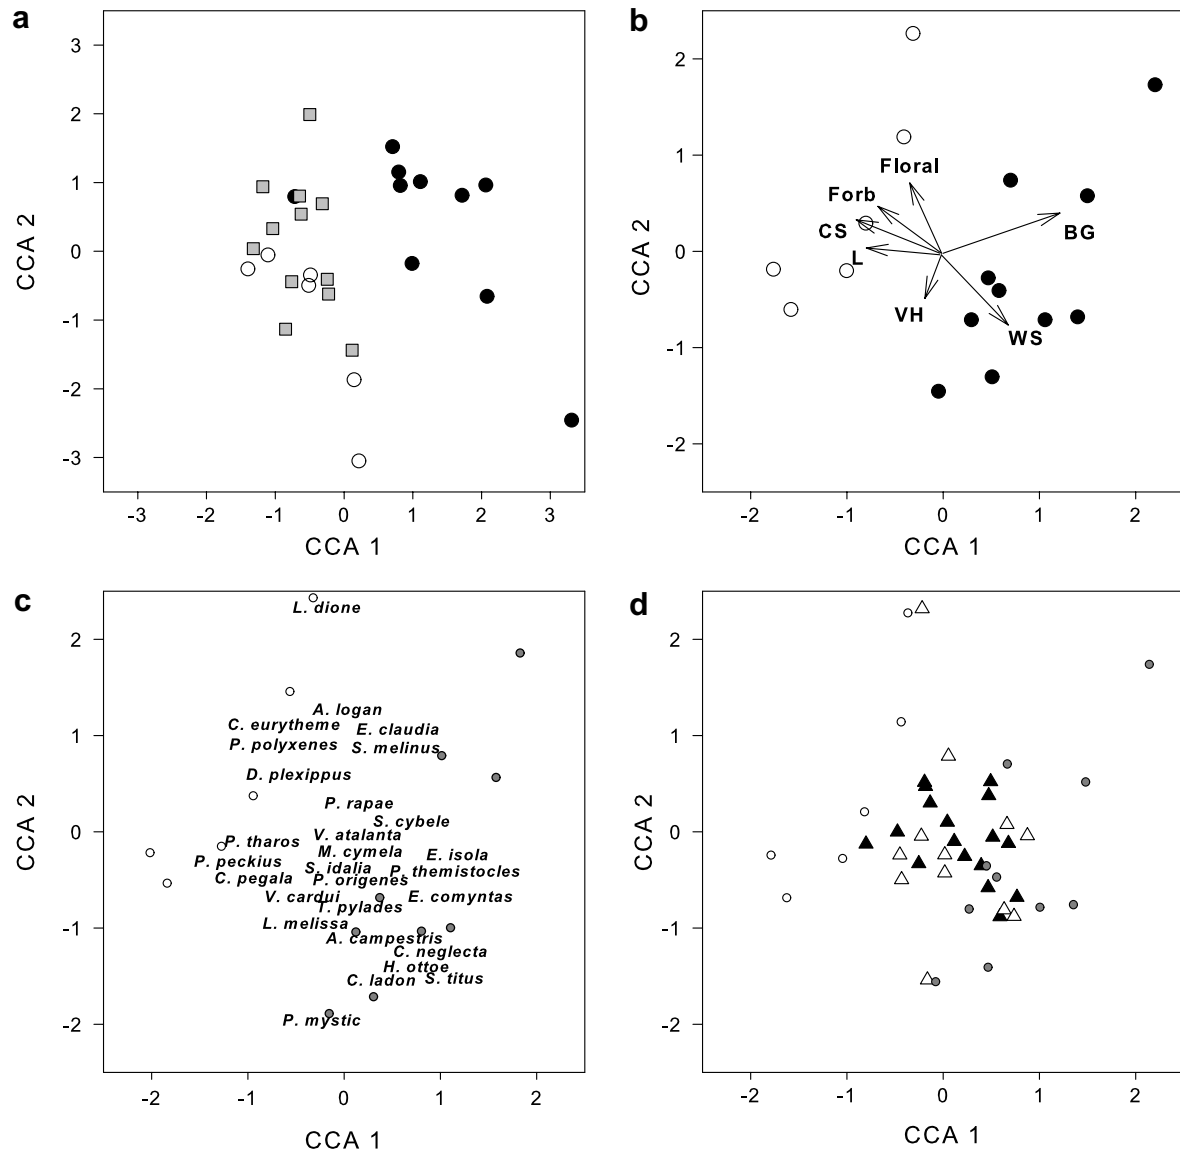 a
3
2
1
0
-1
-2
-3
CCA 2
-3 -2 -1 0 1 2 3
CCA 1
b
2
1
0
-1
-2
CCA 2
Floral
Forb
CS
L
BG
VH
WS
-2 -1 0 1 2
CCA 1
c
2
1
0
-1
-2
CCA 2
L. dione
A. logan
C. eurytheme
E. claudia
P. polyxenes
S. melinus
D. plexippus
P. rapae
S. cybele
V. atalanta
P. tharos
M. cymela
E. isola
P. peckius
S. idalia
P. themistocles
C. pegala
P. origenes
V. cardui
E. comyntas
T. pylades
L. melissa
A. campestris
C. neglecta
H. ottoe
C. ladon
S. titus
P. mystic
-2 -1 0 1 2
CCA 1
d
2
1
0
-1
-2
CCA 2
-2 -1 0 1 2
CCA 1